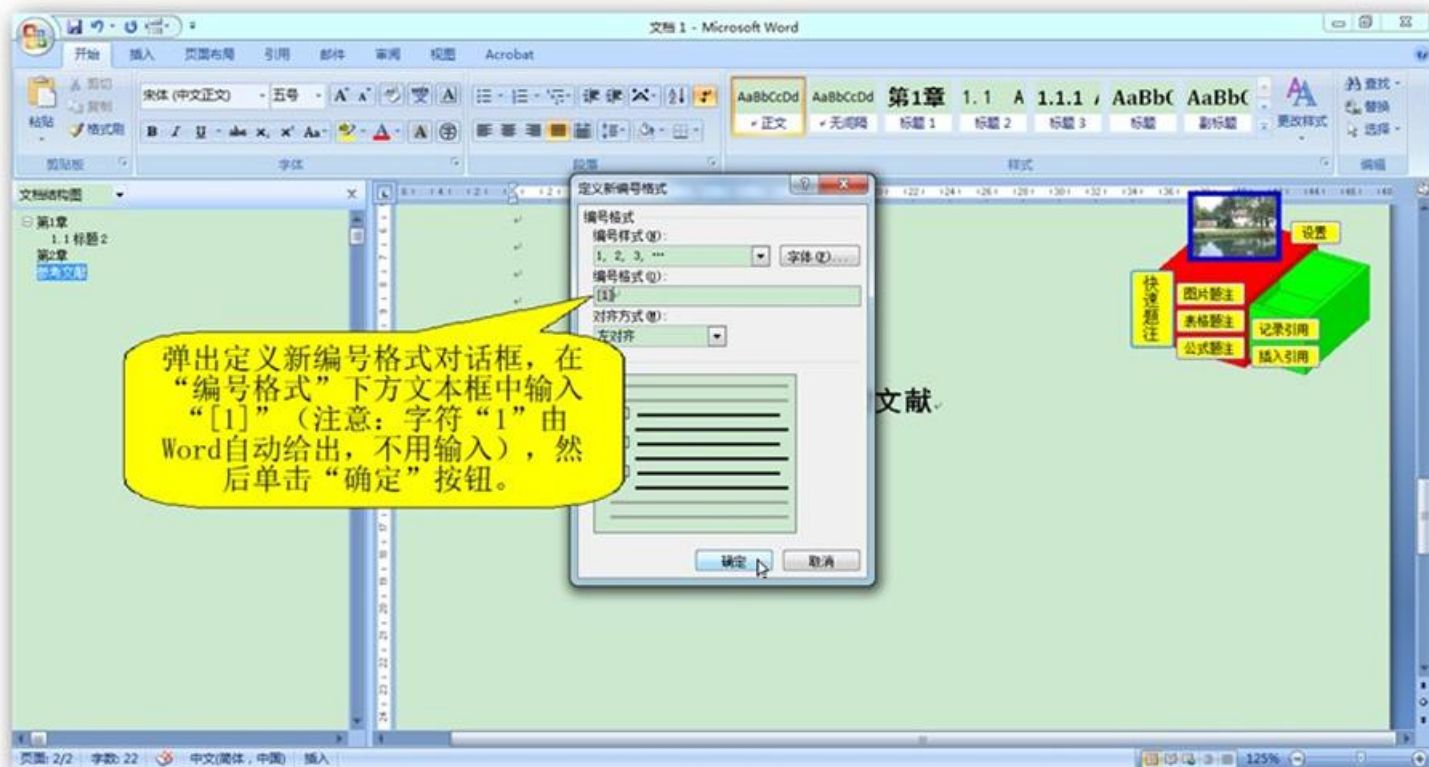 文档 1 - Microsoft Word
开始 插入 页面布局 引用 邮件 审阅 视图 Acrobat
粘贴
剪切
复制
格式刷
剪贴板
宋体 (中文正文) 五号
B I U abc x₂ x² Aa A A
字体
段落
AaBbCcDd AaBbCcDd 第1章 1.1 A 1.1.1 AaBb( AaBb(
正文 无间隔 标题 1 标题 2 标题 3 标题 副标题
更改样式
样式
查找
替换
选择
编辑
文档结构图
第1章
1.1 标题 2
第2章
参考文献
定义新编号格式
编号格式
编号样式(N):
1, 2, 3, …
字体(F)...
编号格式(O):
[1]
对齐方式(M):
左对齐
确定 取消
弹出定义新编号格式对话框，在
“编号格式”下方文本框中输入
“[1]”（注意：字符“1”由
Word自动给出，不用输入），然
后单击“确定”按钮。
文献
设置
快速题注
图片题注
表格题注
公式题注
记录引用
插入引用
页面: 2/2 字数: 22 中文(简体，中国) 插入 125%